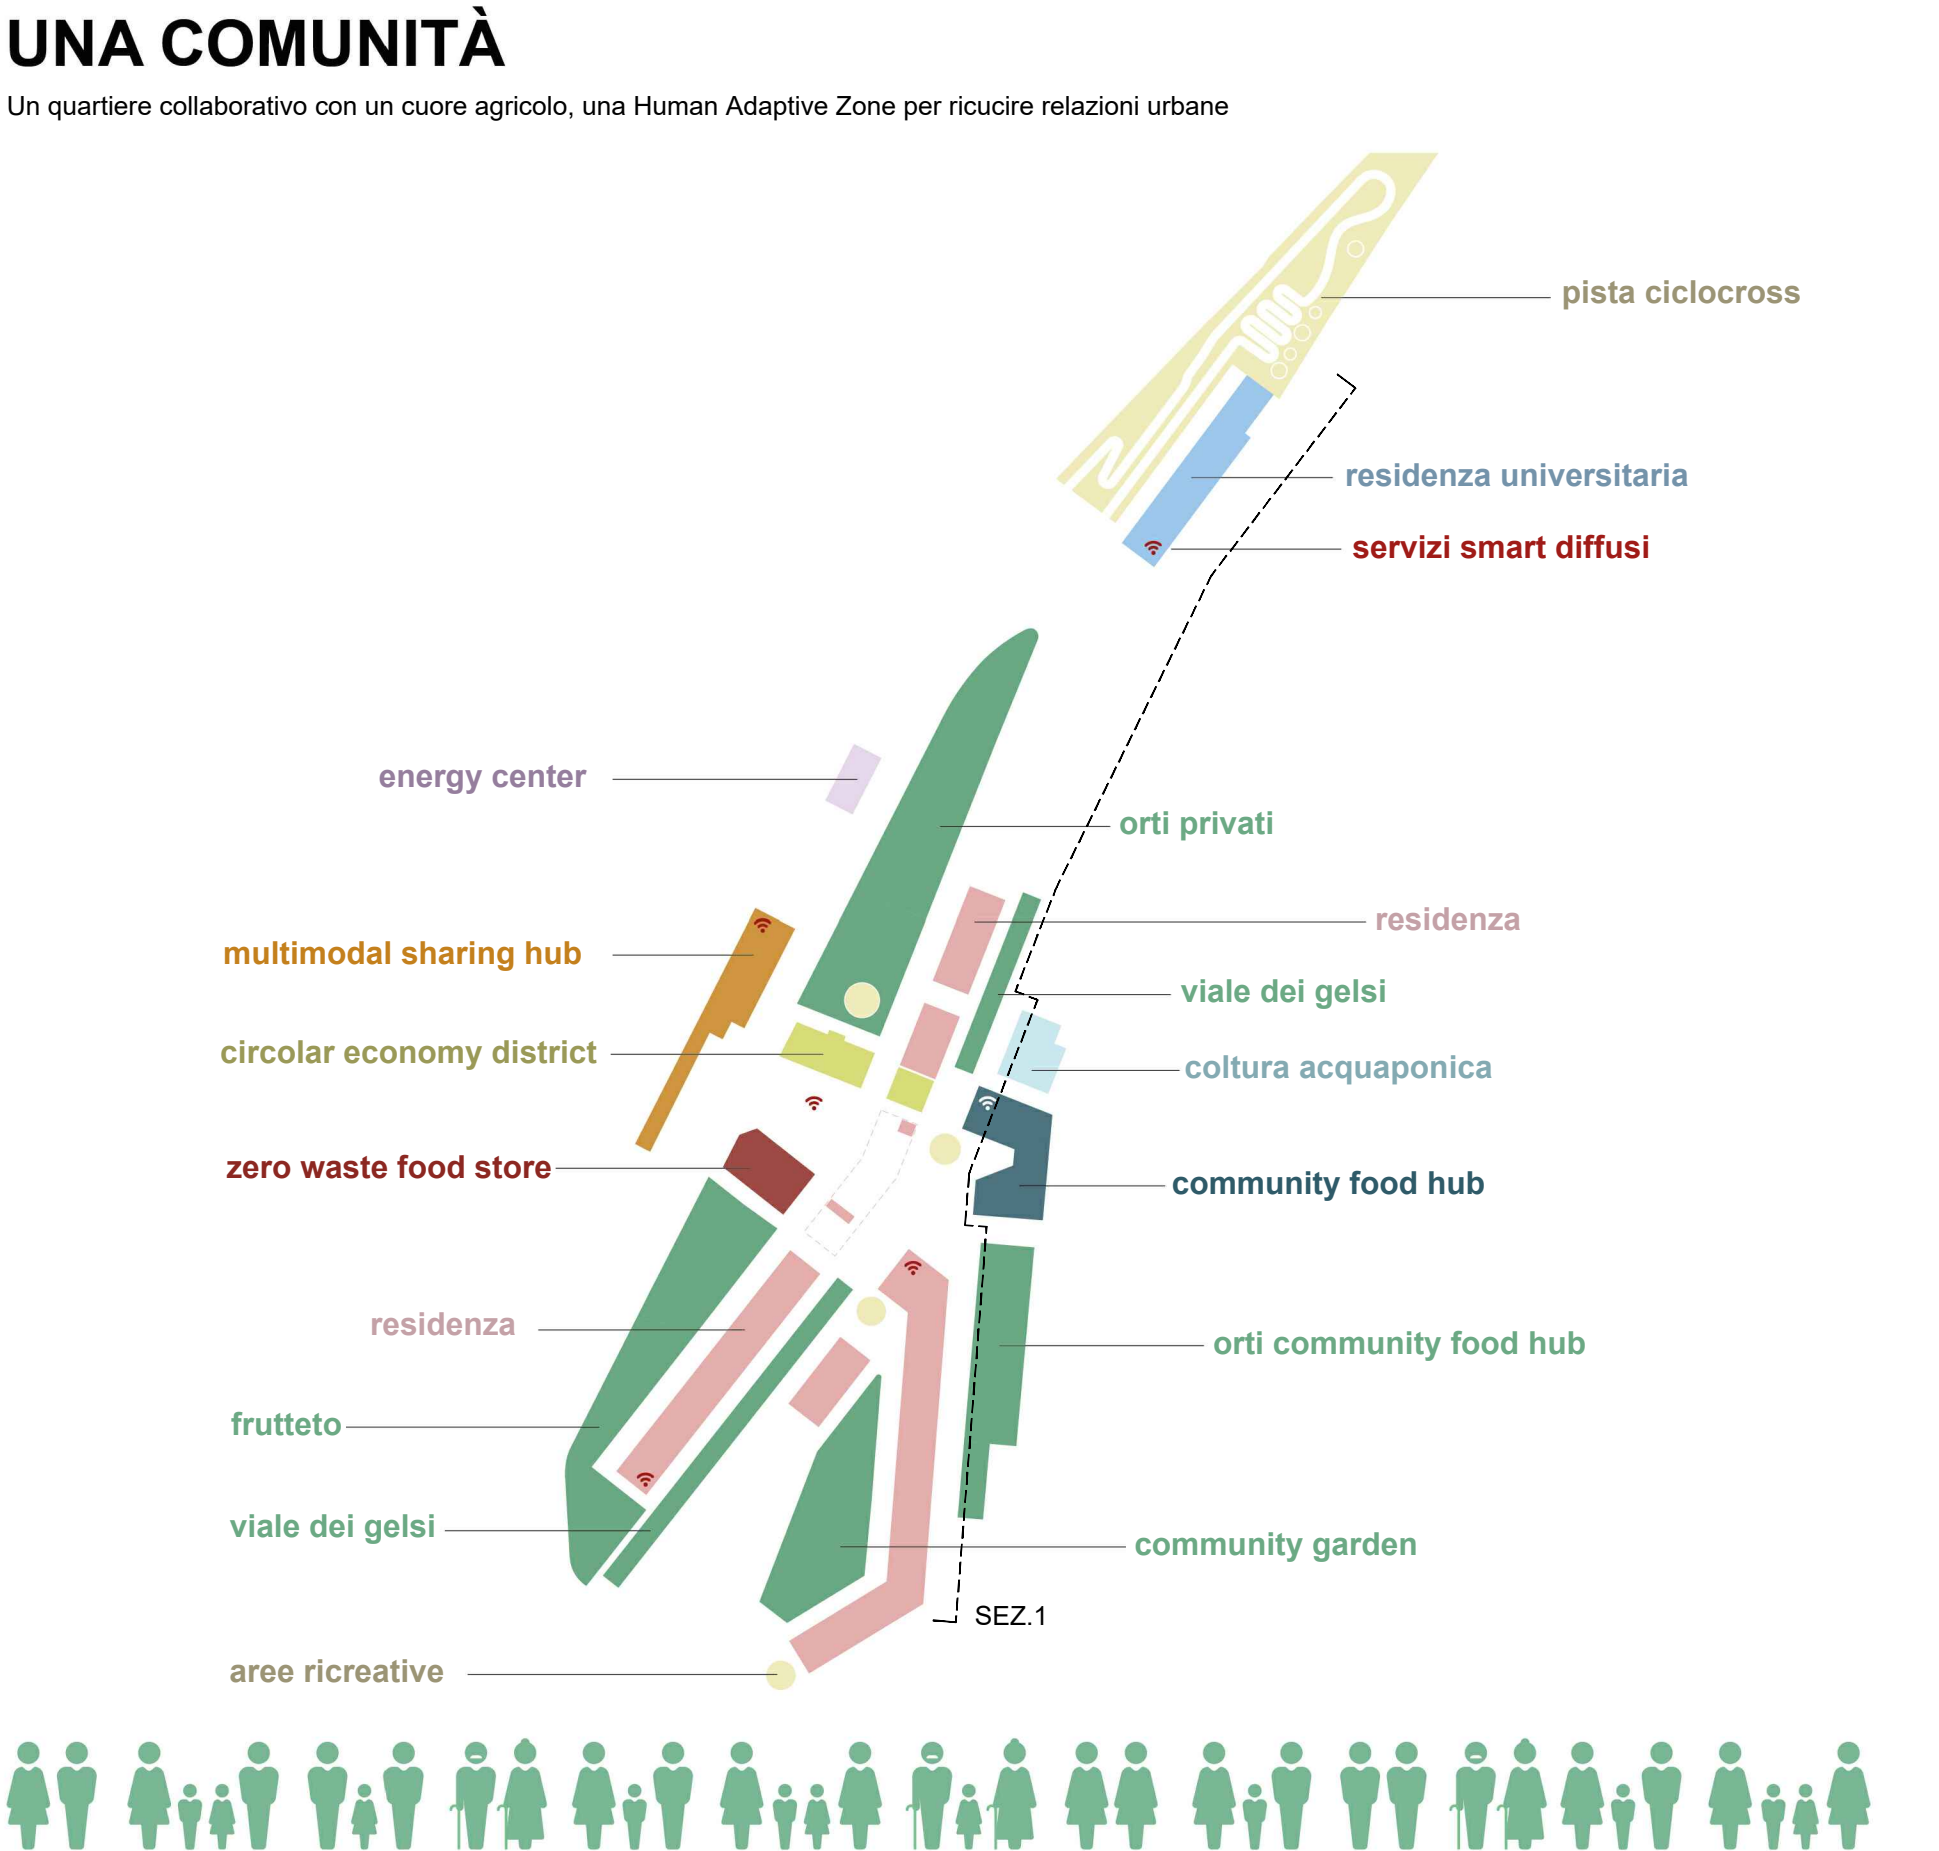 UNA COMUNITÀ
Un quartiere collaborativo con un cuore agricolo, una Human Adaptive Zone per ricucire relazioni urbane
pista ciclocross
residenza universitaria
servizi smart diffusi
energy center
orti privati
residenza
multimodal sharing hub
viale dei gelsi
circolar economy district
coltura acquaponica
zero waste food store
community food hub
residenza
orti community food hub
frutteto
viale dei gelsi
community garden
SEZ.1
aree ricreative